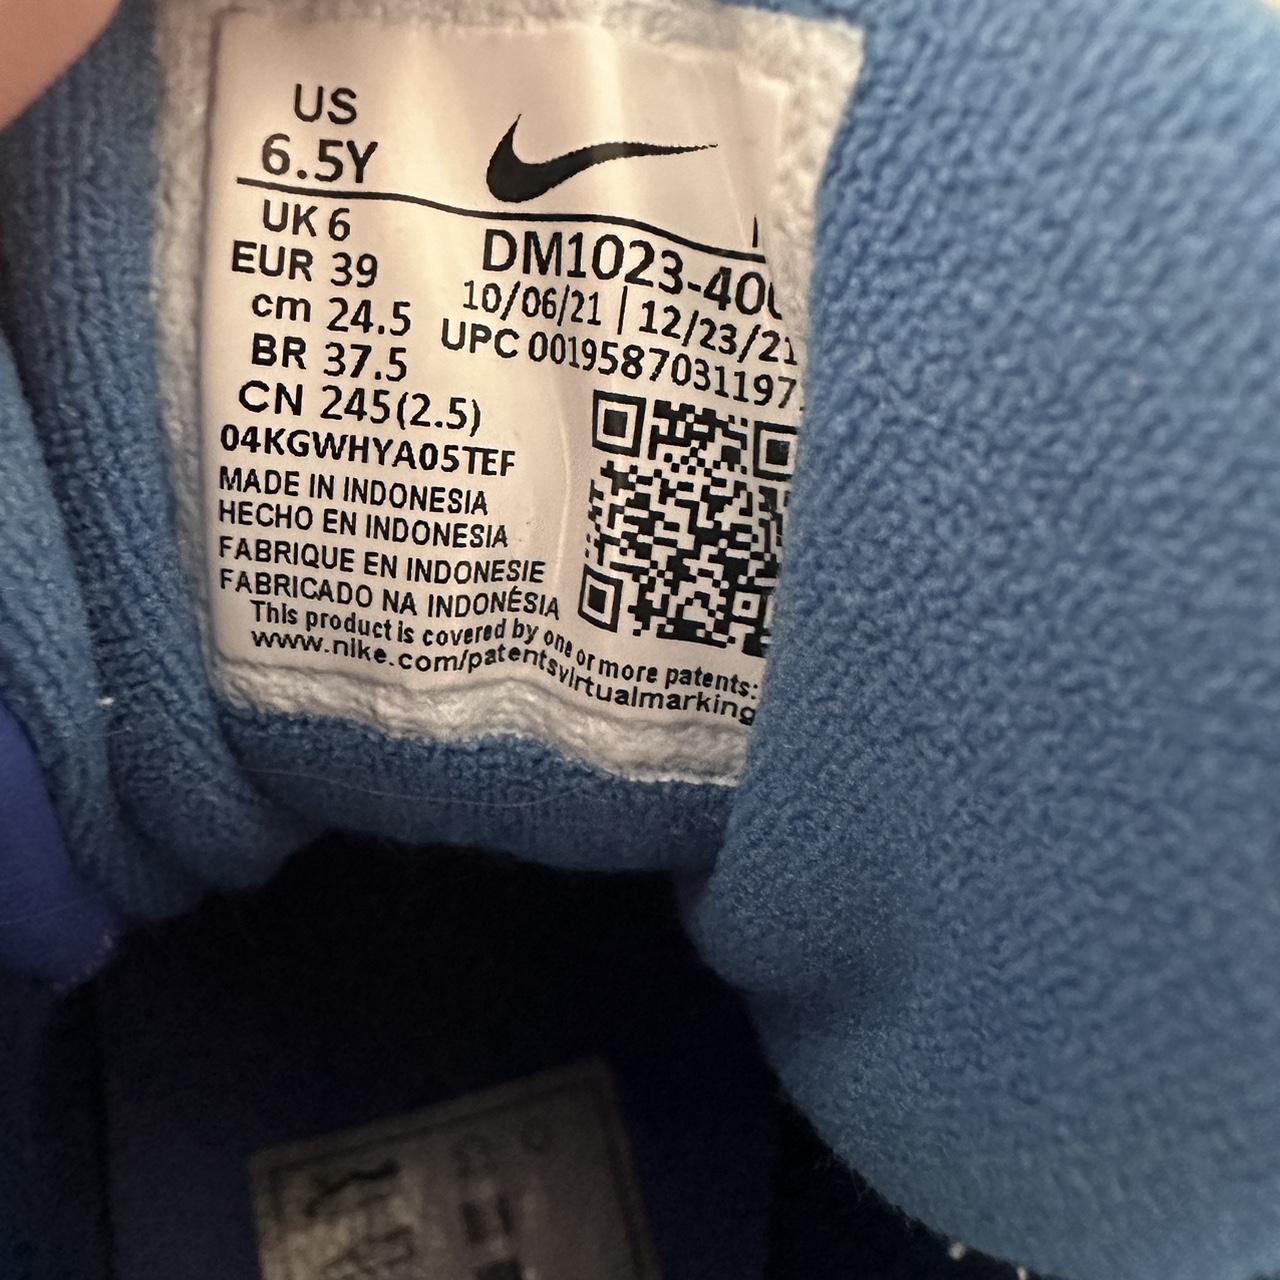 US
6.5Y
UK 6
EUR 39
cm 24.5
BR 37.5
CN 245(2.5)
04KGWHYA05TEF
MADE IN INDONESIA
HECHO EN INDONESIA
FABRIQUE EN INDONESIE
FABRICADO NA INDONÉSIA
DM1023-40
10/06/21 | 12/23/21
UPC 0019587031197
This product is covered by one or more patents:
www.nike.com/patentsvirtualmarking